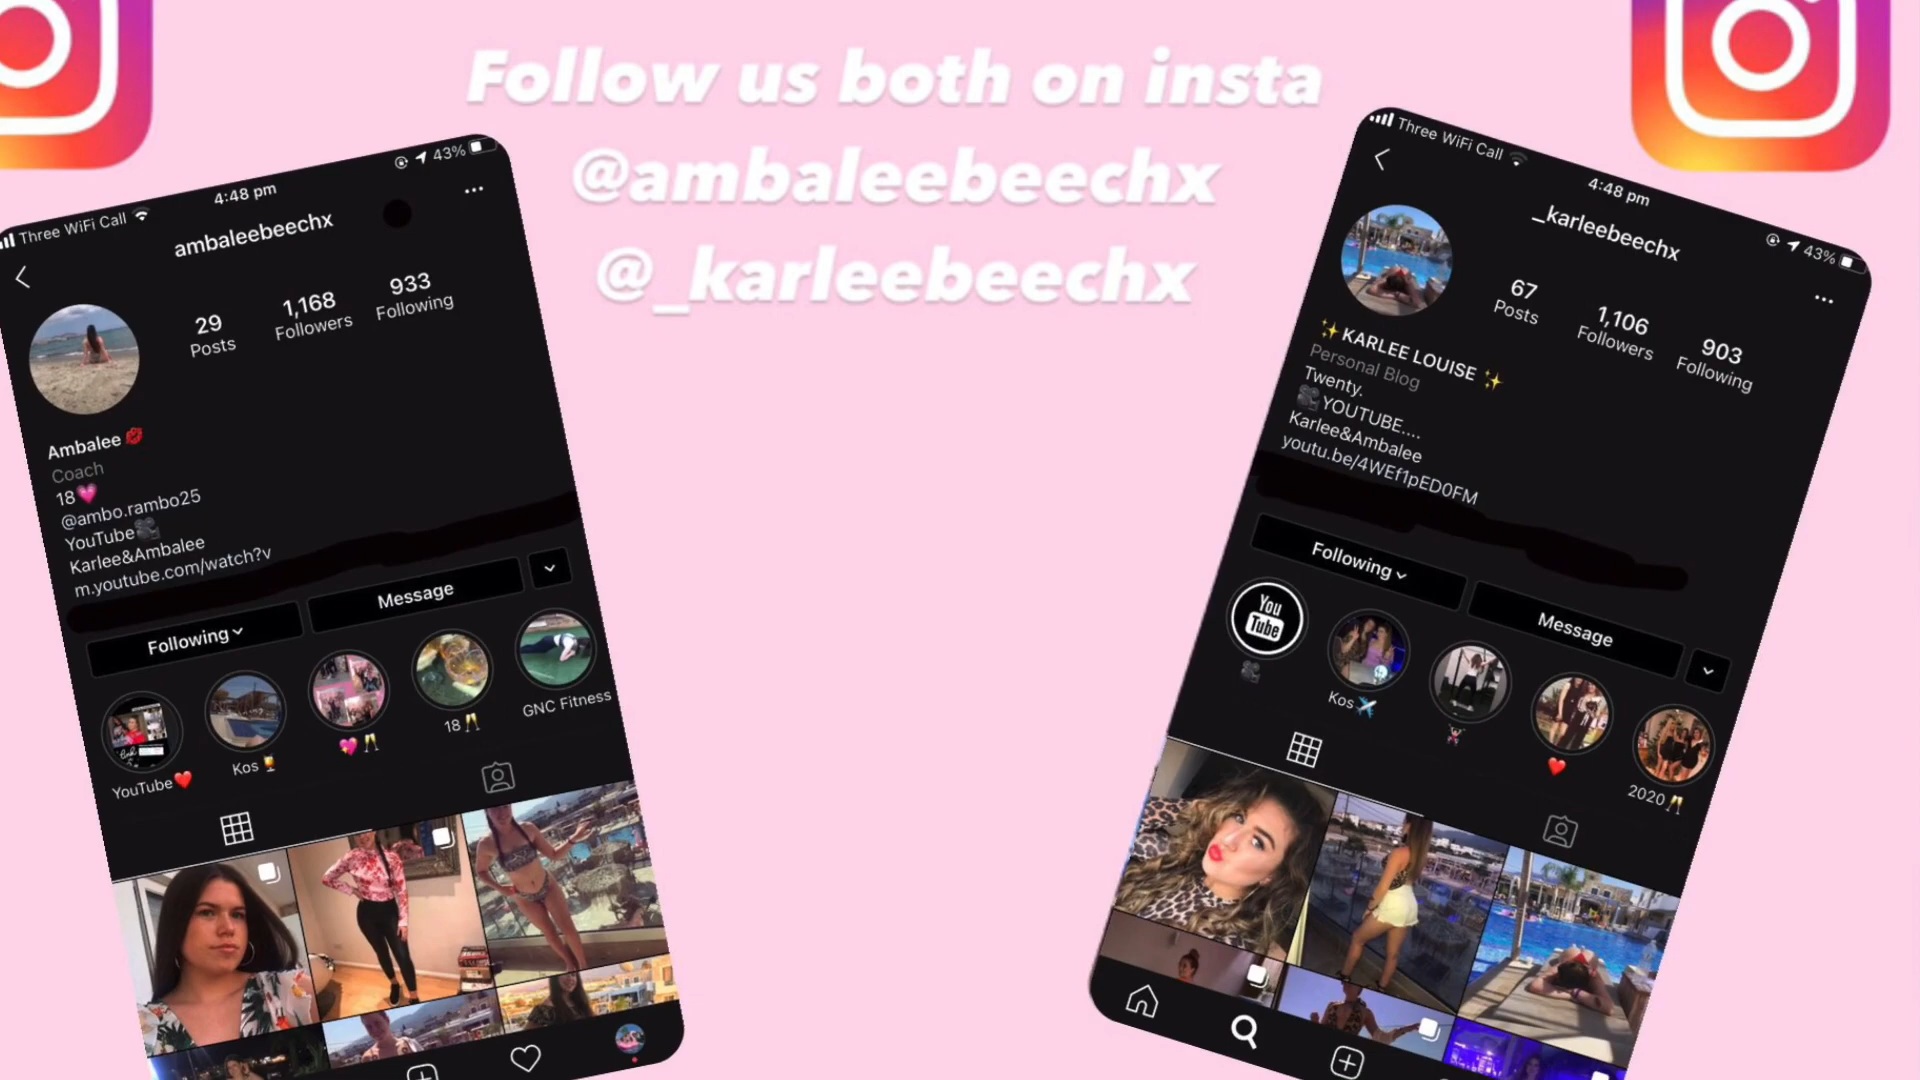 Follow us both on insta
@ambaleebeechx
@_karleebeechx
Three WiFi Call
4:48 pm
43%
ambaleebeechx
29
Posts
1,168
Followers
933
Following
Ambalee💋
Coach
18💗
@ambo.rambo25
YouTube🎥
Karlee&Ambalee
m.youtube.com/watch?v
Following
Message
YouTube❤️
Kos🍹
💖🥂
18🥂
GNC Fitness
Three WiFi Call
4:48 pm
43%
_karleebeechx
67
Posts
1,106
Followers
903
Following
✨KARLEE LOUISE✨
Personal Blog
Twenty.
🎥YOUTUBE....
Karlee&Ambalee
youtu.be/4WEf1pED0FM
Following
Message
You
Tube
🎥
Kos✈️
❤️
2020🥂